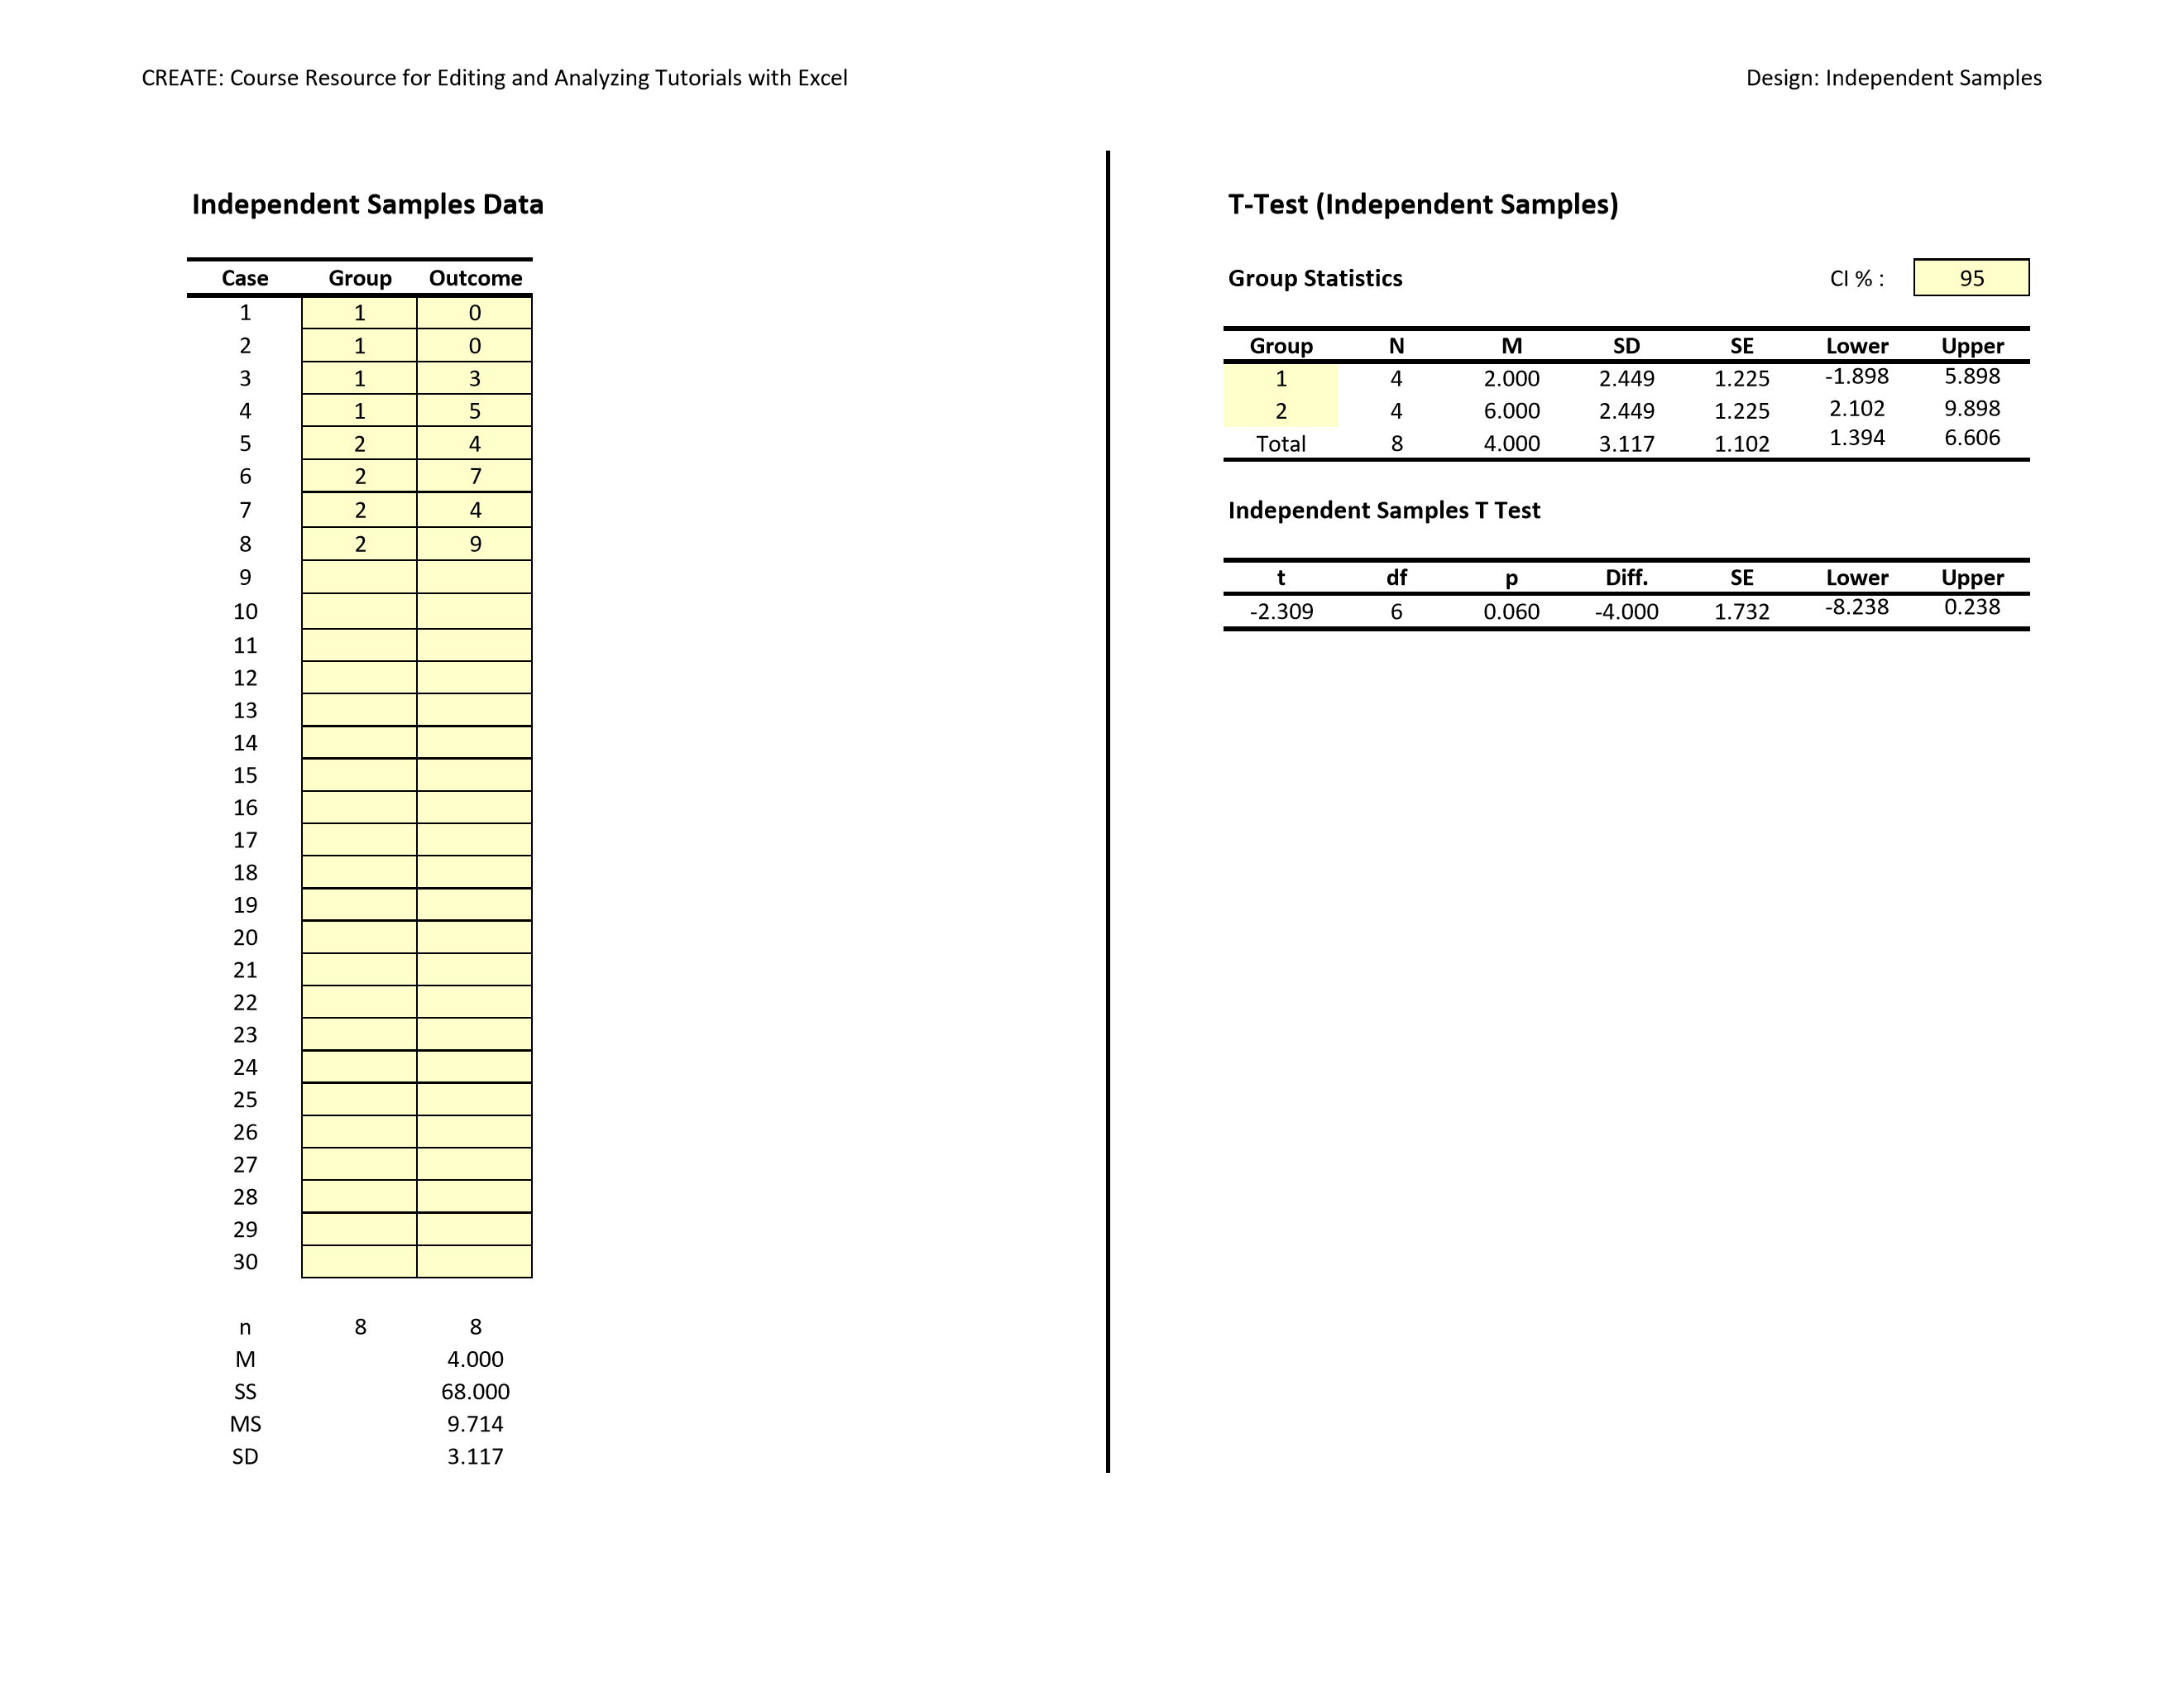 CREATE: Course Resource for Editing and Analyzing Tutorials with Excel
Design: Independent Samples
Independent Samples Data
Case Group Outcome
1 1 0
2 1 0
3 1 3
4 1 5
5 2 4
6 2 7
7 2 4
8 2 9
9
10
11
12
13
14
15
16
17
18
19
20
21
22
23
24
25
26
27
28
29
30
n 8 8
M 4.000
SS 68.000
MS 9.714
SD 3.117
T-Test (Independent Samples)
Group Statistics CI % : 95
Group N M SD SE Lower Upper
1 4 2.000 2.449 1.225 -1.898 5.898
2 4 6.000 2.449 1.225 2.102 9.898
Total 8 4.000 3.117 1.102 1.394 6.606
Independent Samples T Test
t df p Diff. SE Lower Upper
-2.309 6 0.060 -4.000 1.732 -8.238 0.238